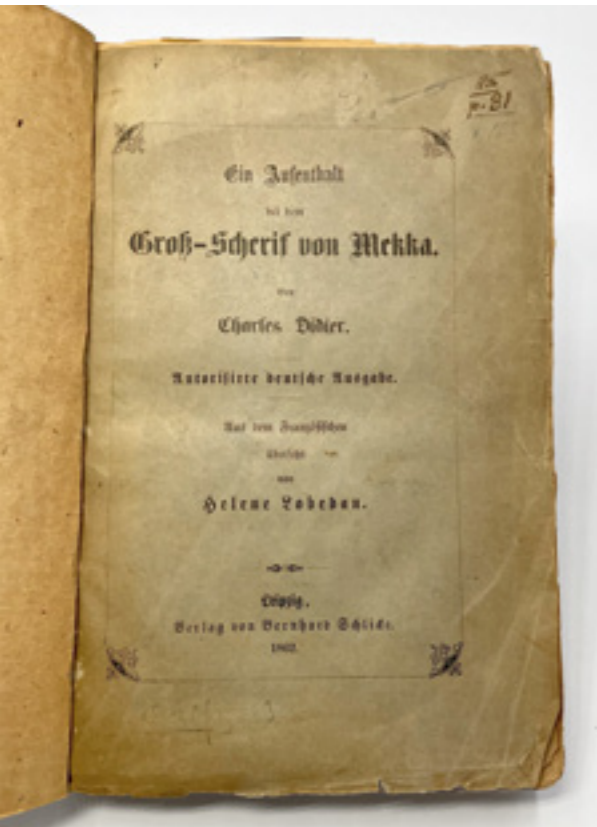 Ein Aufenthalt
bei dem
Groß-Scherif von Mekka.
Von
Charles Didier.
Autorisirte deutsche Ausgabe.
Aus dem Französischen
übersetzt
von
Helene Lobedan.
Leipzig.
Verlag von Bernhard Schlicke.
1862.